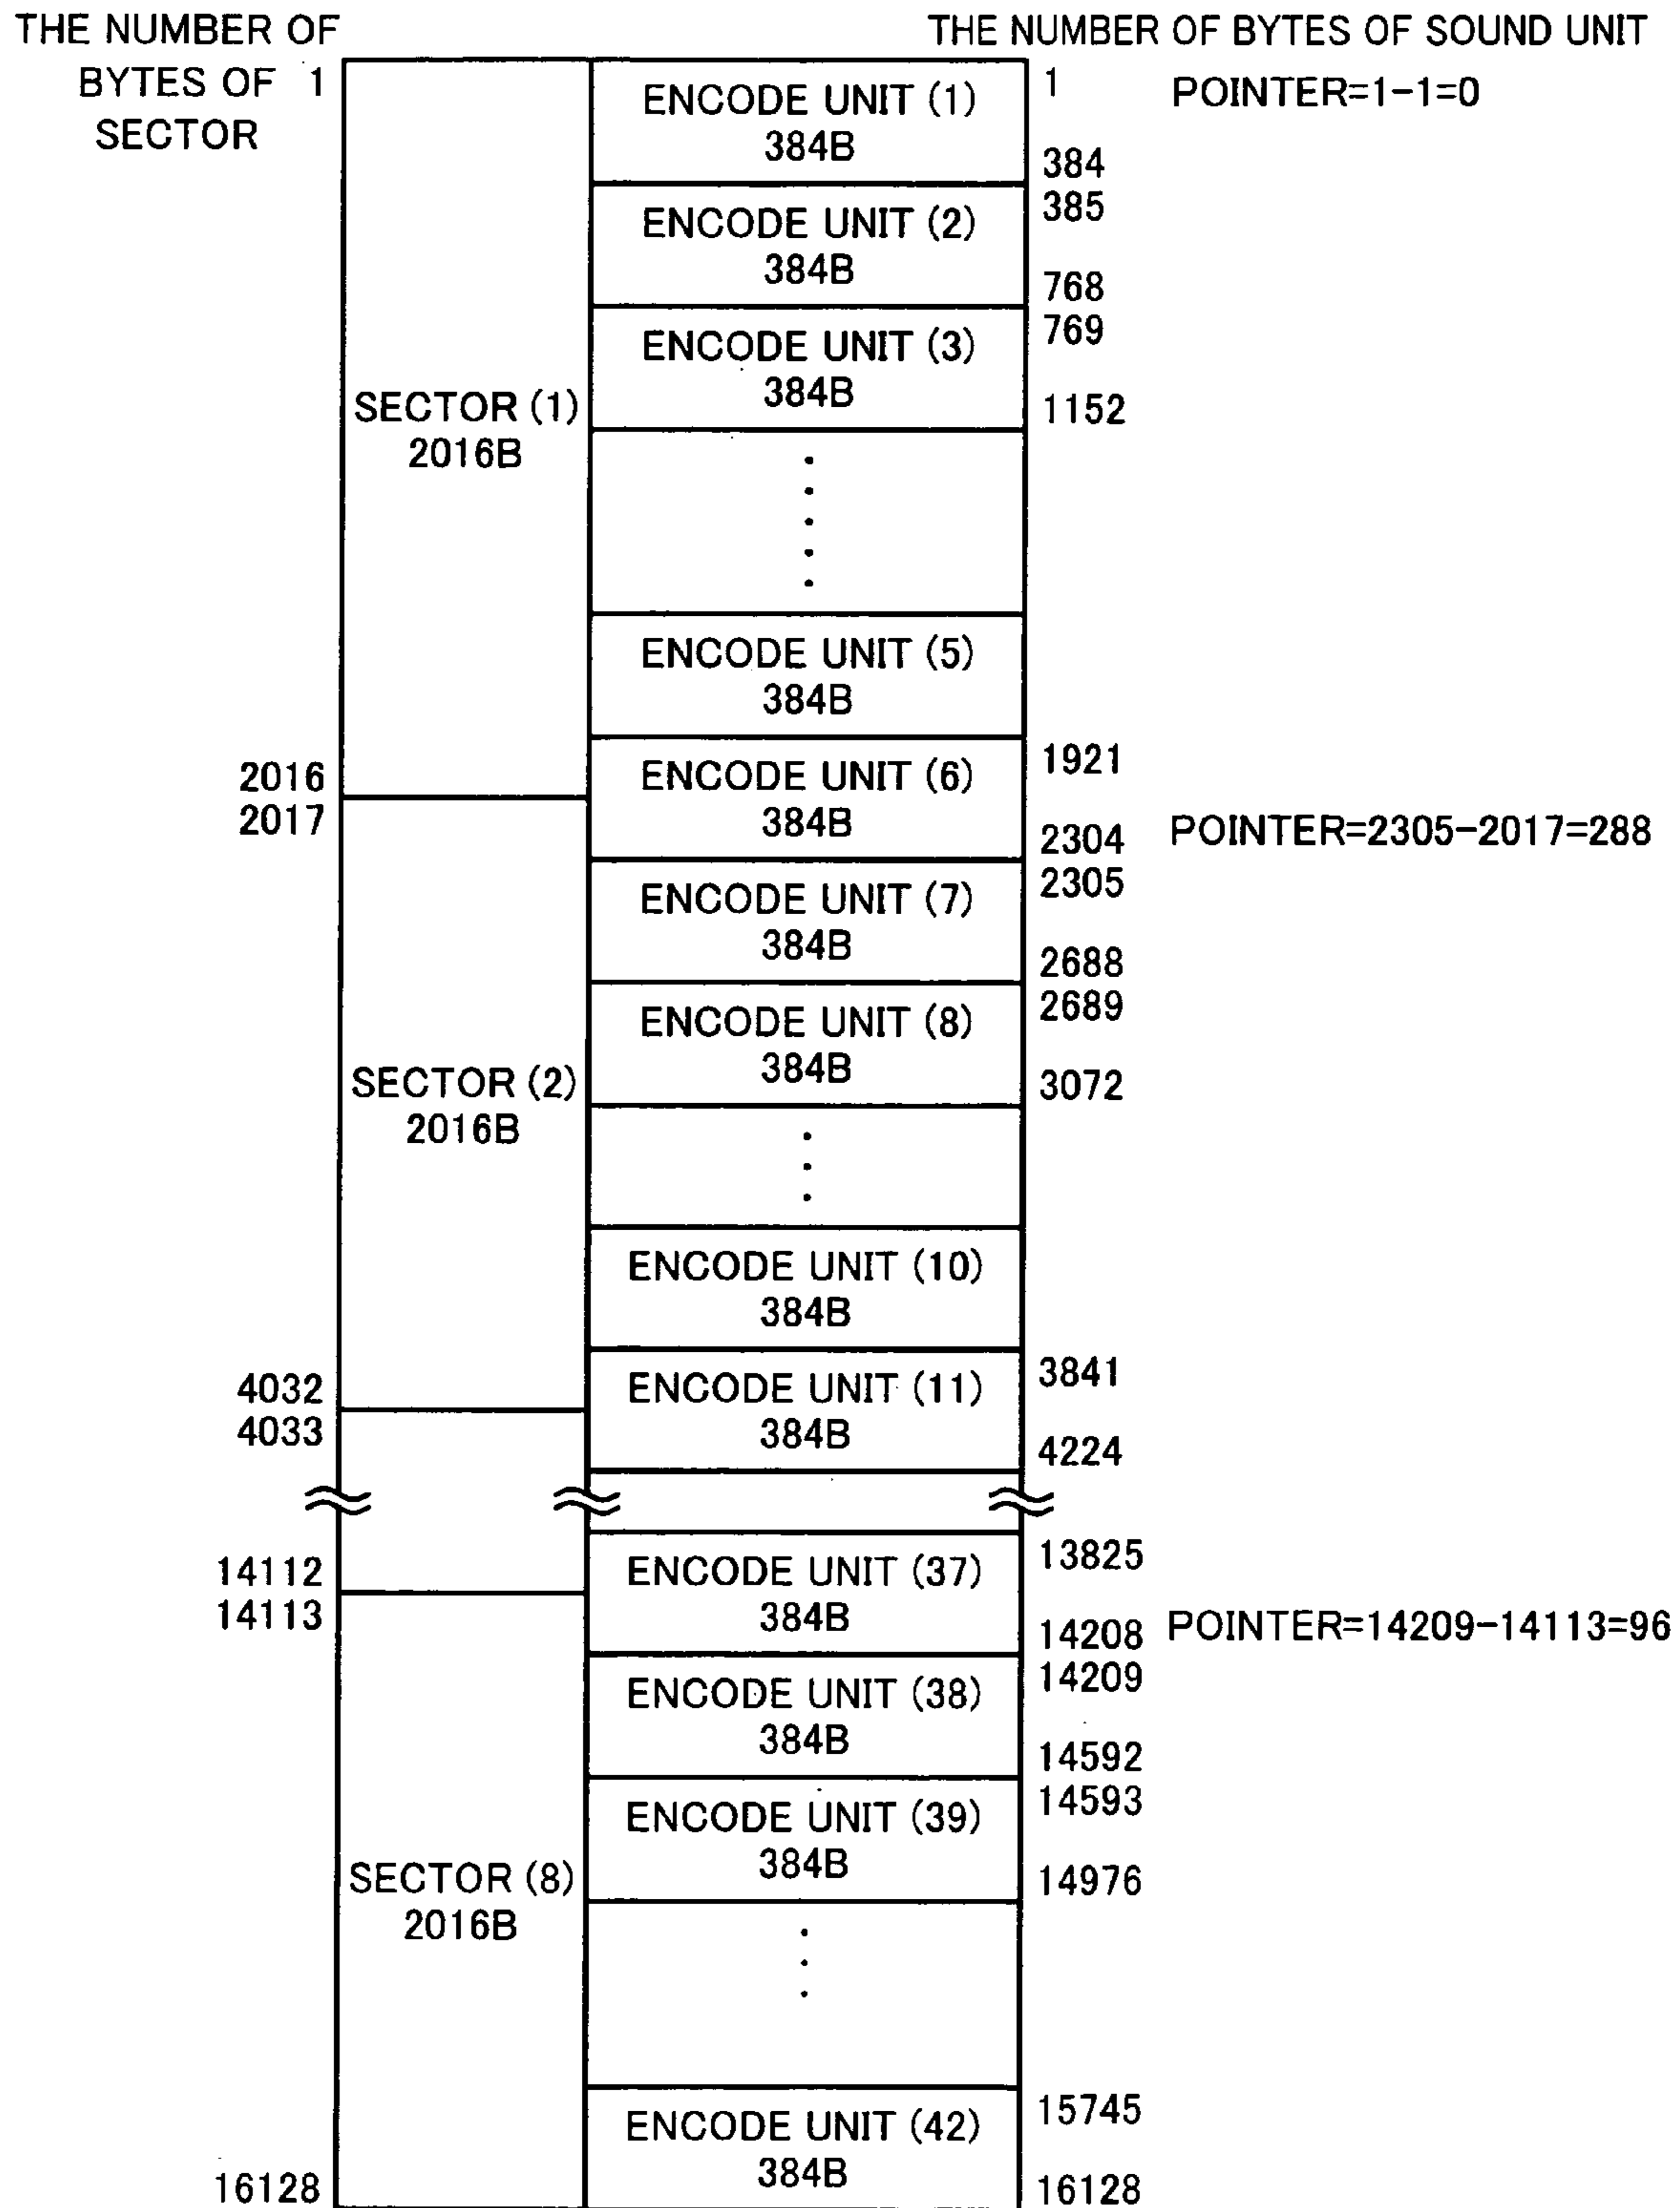 THE NUMBER OF
BYTES OF 1
SECTOR
THE NUMBER OF BYTES OF SOUND UNIT
ENCODE UNIT (1)
384B
1
POINTER=1-1=0
384
ENCODE UNIT (2)
384B
385
768
ENCODE UNIT (3)
384B
769
1152
SECTOR (1)
2016B
ENCODE UNIT (5)
384B
2016
ENCODE UNIT (6)
384B
1921
2304
2017
POINTER=2305-2017=288
ENCODE UNIT (7)
384B
2305
2688
ENCODE UNIT (8)
384B
2689
3072
SECTOR (2)
2016B
ENCODE UNIT (10)
384B
4032
ENCODE UNIT (11)
384B
3841
4224
4033
14112
ENCODE UNIT (37)
384B
13825
14208
14113
POINTER=14209-14113=96
ENCODE UNIT (38)
384B
14209
14592
ENCODE UNIT (39)
384B
14593
14976
SECTOR (8)
2016B
ENCODE UNIT (42)
384B
15745
16128
16128